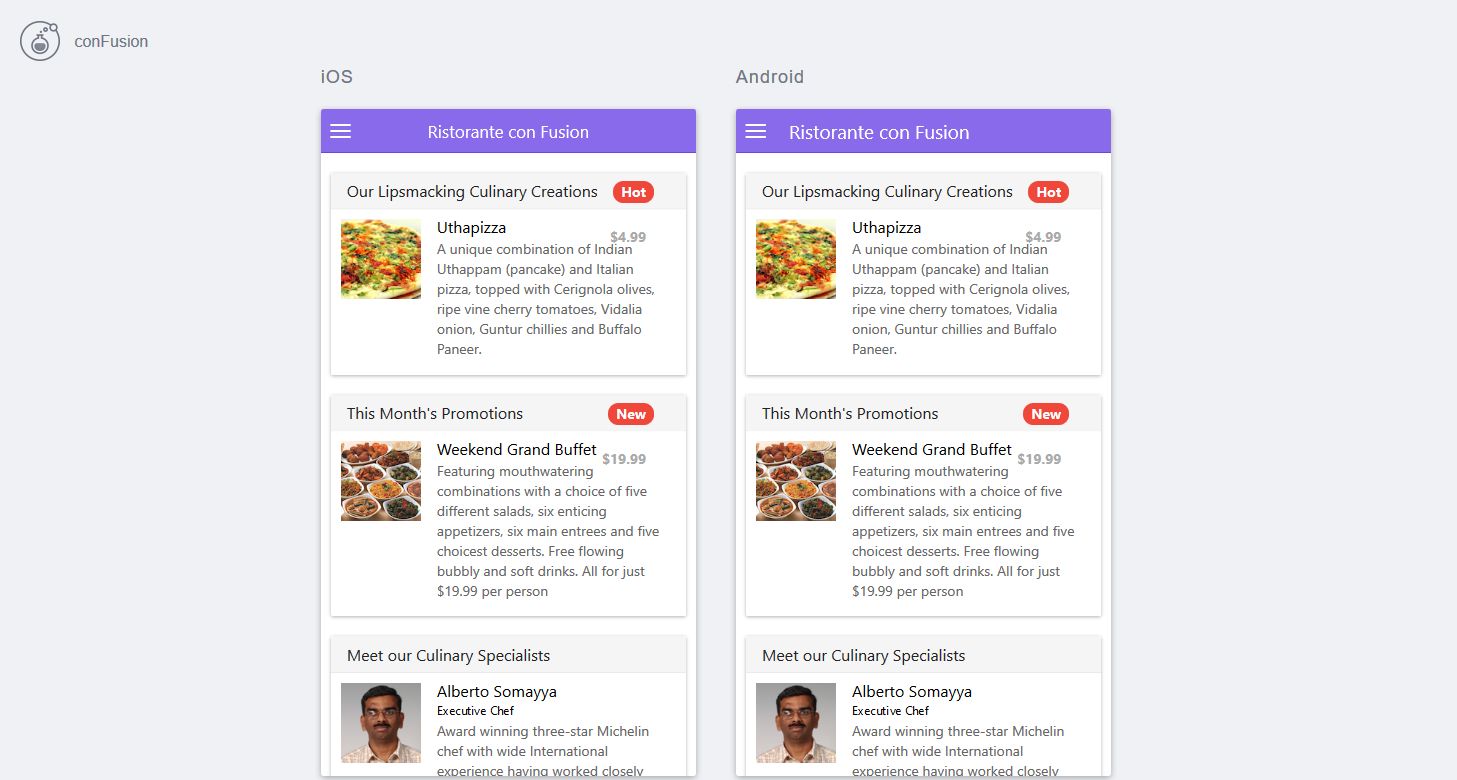 conFusion
iOS
Ristorante con Fusion
Our Lipsmacking Culinary Creations Hot
Uthapizza
$4.99
A unique combination of Indian
Uthappam (pancake) and Italian
pizza, topped with Cerignola olives,
ripe vine cherry tomatoes, Vidalia
onion, Guntur chillies and Buffalo
Paneer.
This Month's Promotions New
Weekend Grand Buffet
$19.99
Featuring mouthwatering
combinations with a choice of five
different salads, six enticing
appetizers, six main entrees and five
choicest desserts. Free flowing
bubbly and soft drinks. All for just
$19.99 per person
Meet our Culinary Specialists
Alberto Somayya
Executive Chef
Award winning three-star Michelin
chef with wide International
experience having worked closely
Android
Ristorante con Fusion
Our Lipsmacking Culinary Creations Hot
Uthapizza
$4.99
A unique combination of Indian
Uthappam (pancake) and Italian
pizza, topped with Cerignola olives,
ripe vine cherry tomatoes, Vidalia
onion, Guntur chillies and Buffalo
Paneer.
This Month's Promotions New
Weekend Grand Buffet
$19.99
Featuring mouthwatering
combinations with a choice of five
different salads, six enticing
appetizers, six main entrees and five
choicest desserts. Free flowing
bubbly and soft drinks. All for just
$19.99 per person
Meet our Culinary Specialists
Alberto Somayya
Executive Chef
Award winning three-star Michelin
chef with wide International
experience having worked closely